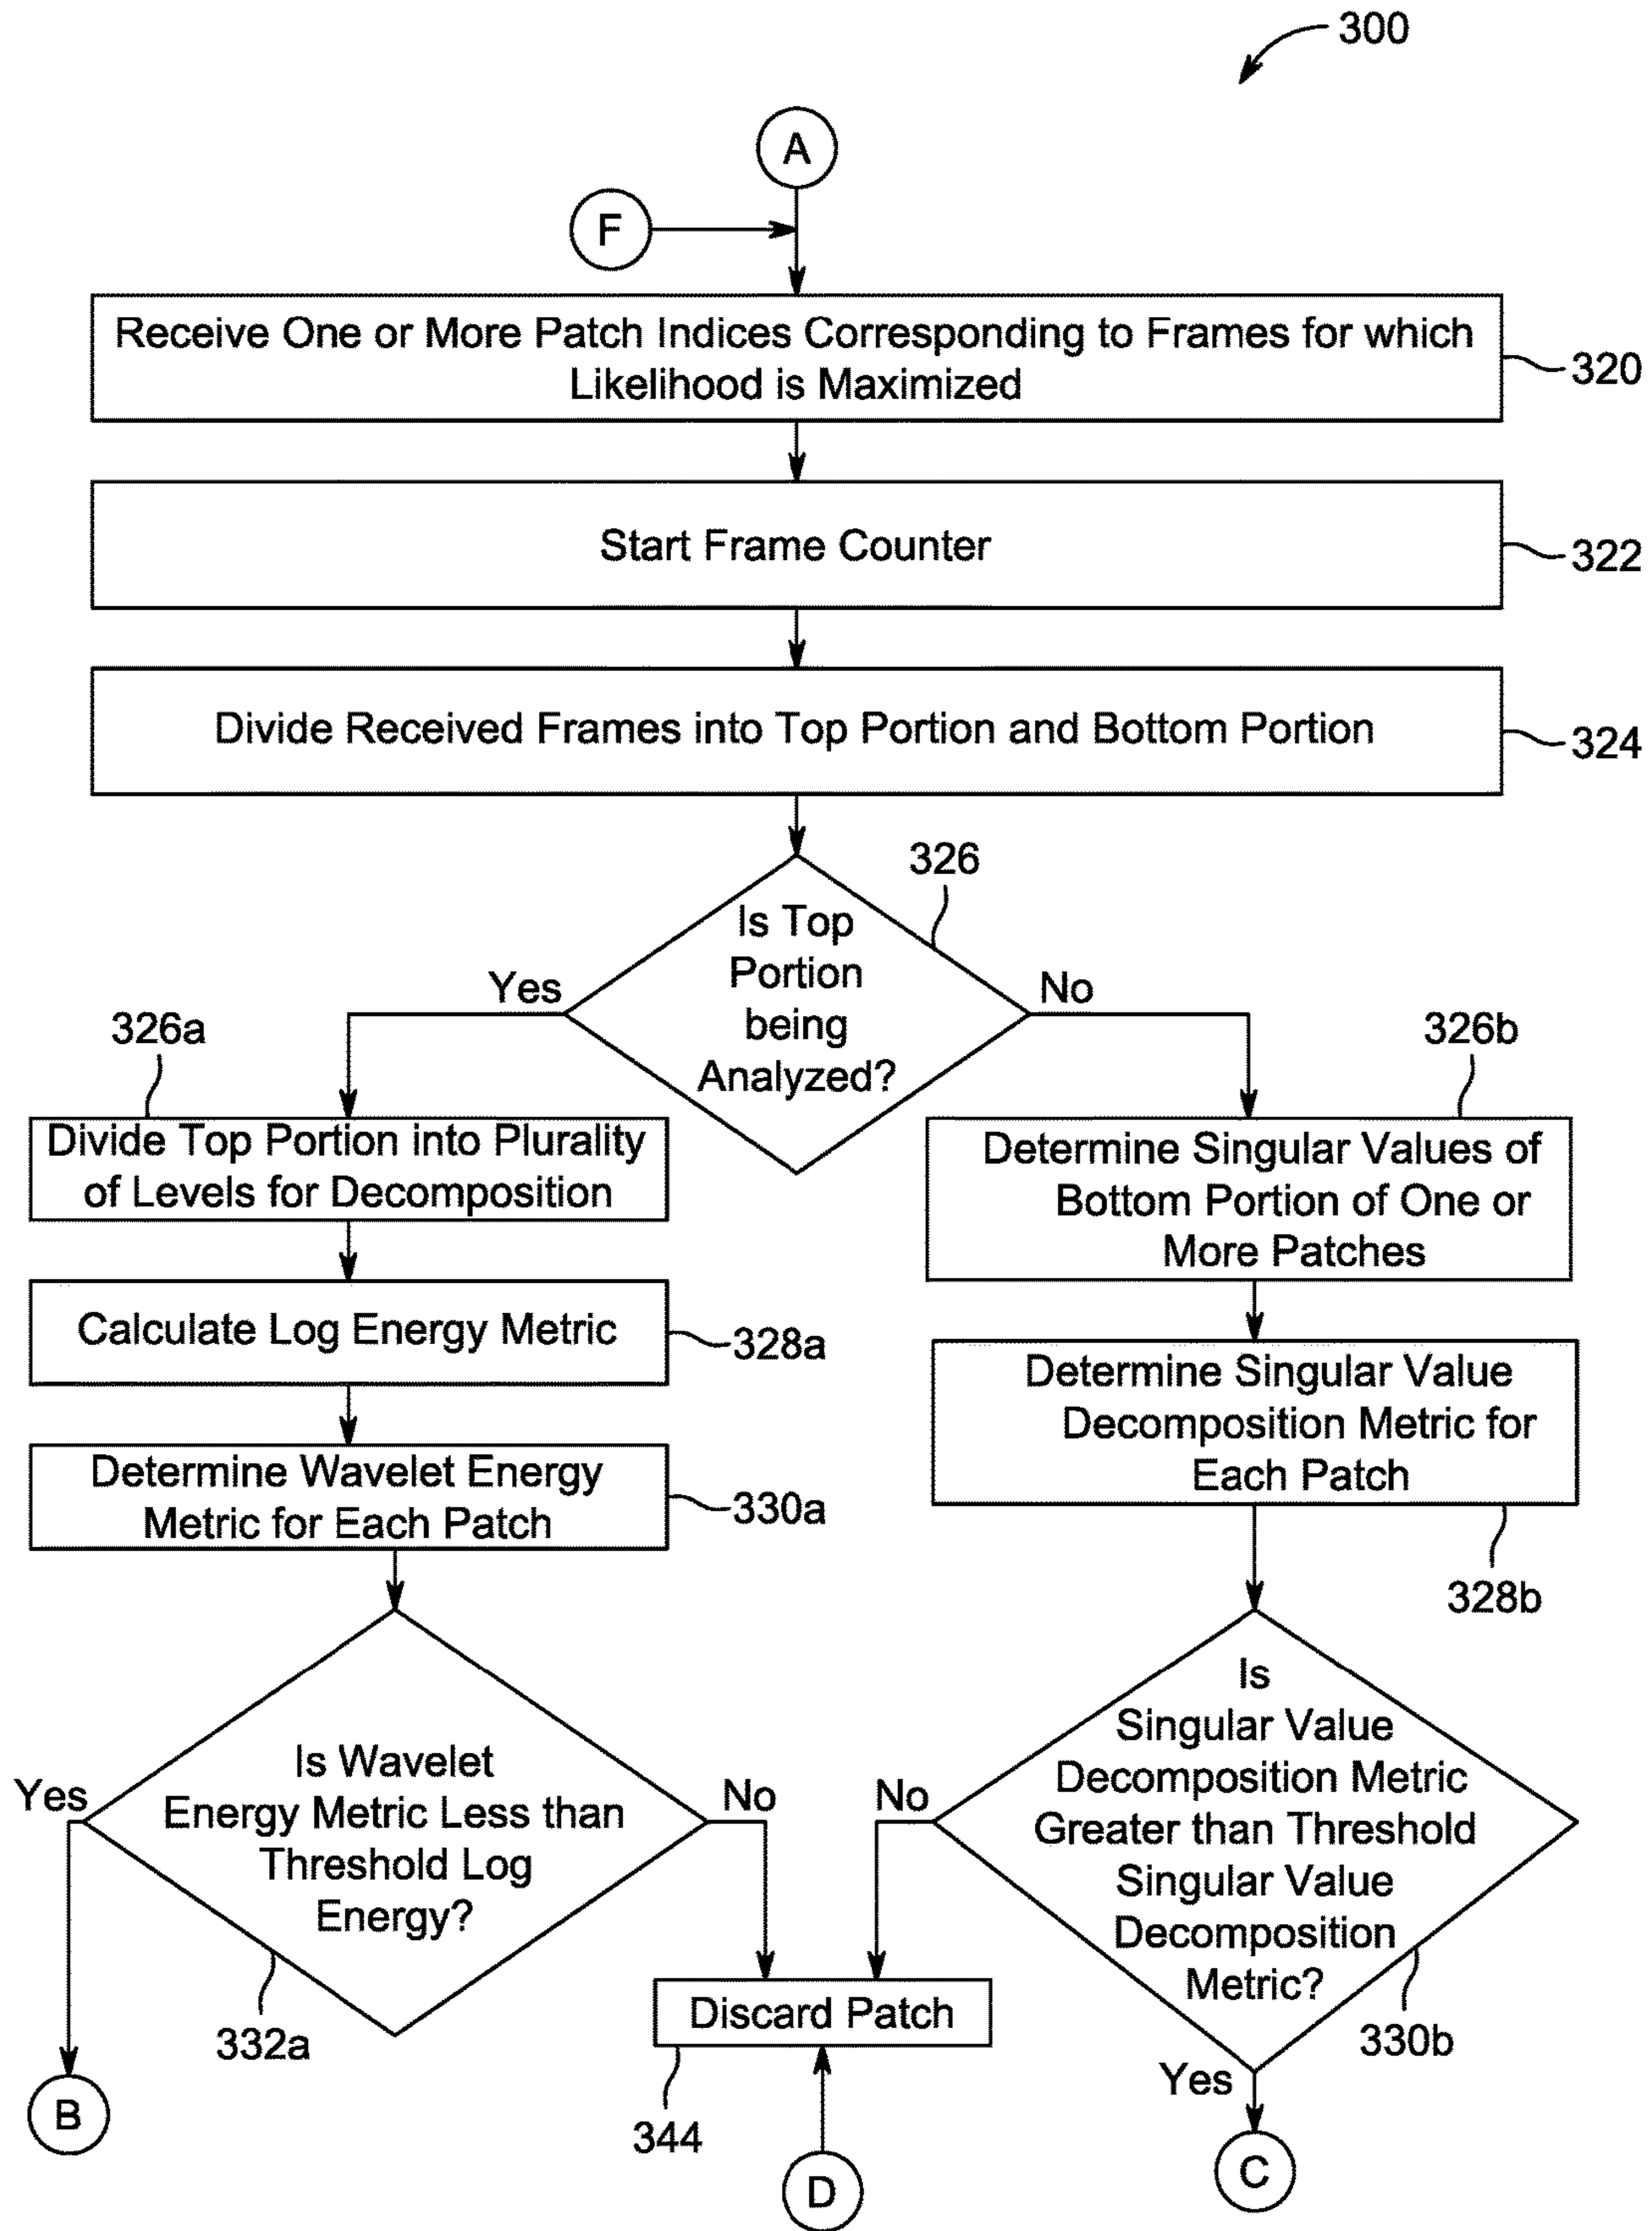 300
A
F
Receive One or More Patch Indices Corresponding to Frames for which
Likelihood is Maximized
320
Start Frame Counter
322
Divide Received Frames into Top Portion and Bottom Portion
324
326
Is Top
Portion
being
Analyzed?
Yes
No
326a
326b
Divide Top Portion into Plurality
of Levels for Decomposition
Determine Singular Values of
Bottom Portion of One or
More Patches
Calculate Log Energy Metric
328a
Determine Singular Value
Decomposition Metric for
Each Patch
328b
Determine Wavelet Energy
Metric for Each Patch
330a
Is Wavelet
Energy Metric Less than
Threshold Log
Energy?
Yes
No
332a
Is
Singular Value
Decomposition Metric
Greater than Threshold
Singular Value
Decomposition
Metric?
No
330b
Yes
Discard Patch
344
B
D
C